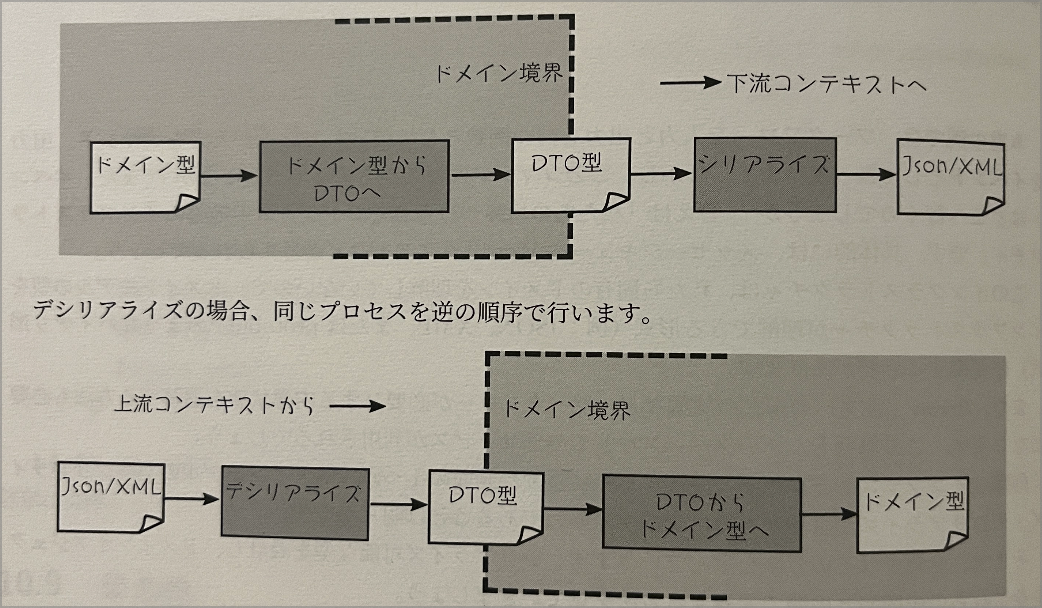 ドメイン境界
下流コンテキストへ
ドメイン型
ドメイン型から
DTOへ
DTO型
シリアライズ
Json/XML
デシリアライズの場合、同じプロセスを逆の順序で行います。
上流コンテキストから
ドメイン境界
Json/XML
デシリアライズ
DTO型
DTOから
ドメイン型へ
ドメイン型